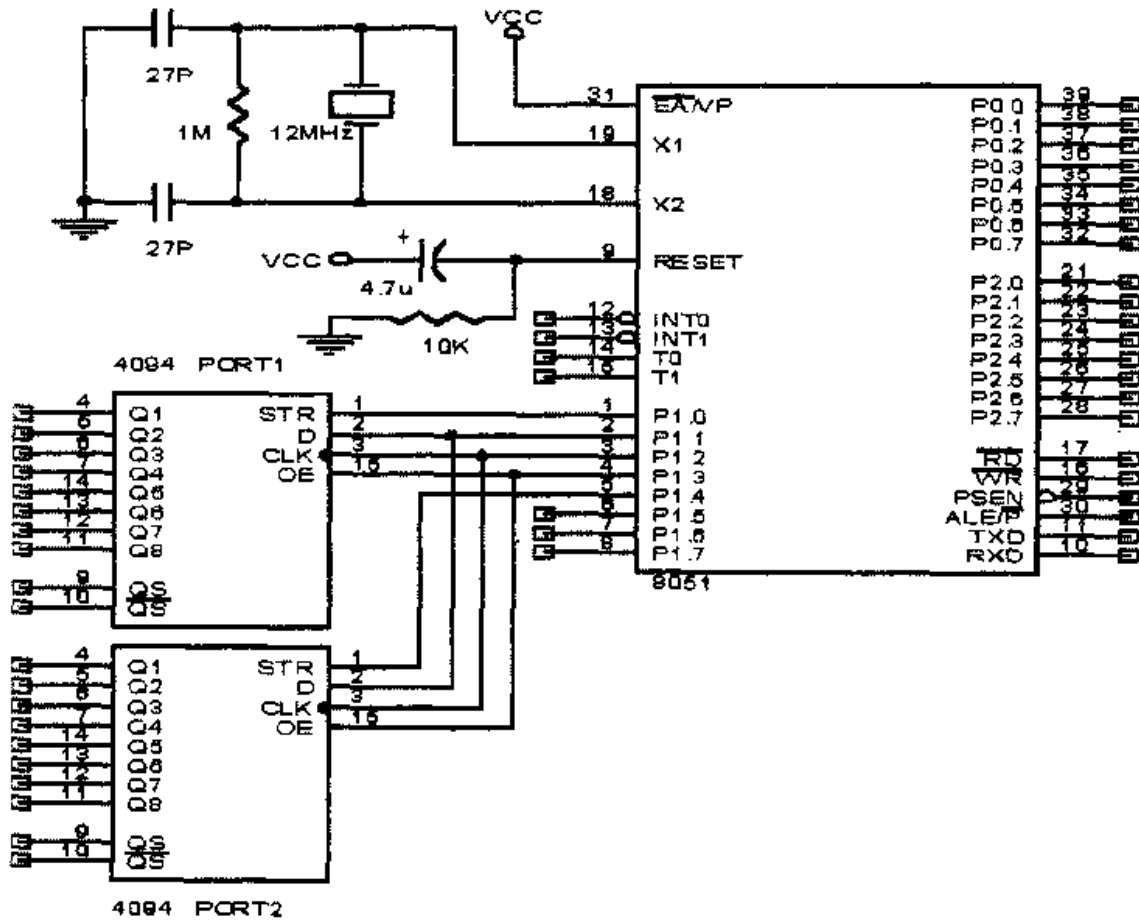 VCC
27P
1M
12MHz
27P
VCC
+
4.7u
10K
31 EA/VP
19 X1
18 X2
9 RESET
12 INT0
13 INT1
14 T0
15 T1
1 P1.0
2 P1.1
3 P1.2
4 P1.3
P1.4
P1.5
7 P1.6
8 P1.7
P0.0 39
P0.1 38
P0.2 37
P0.3 36
P0.4 35
P0.5 34
P0.6 33
P0.7 32
P2.0 21
P2.1 22
P2.2 23
P2.3 24
P2.4 25
P2.5 26
P2.6 27
P2.7 28
RD 17
WR 16
PSEN 29
ALE/P 30
TXD 11
RXD 10
8051
4094 PORT1
4 Q1
5 Q2
6 Q3
7 Q4
14 Q5
13 Q6
12 Q7
11 Q8
9 QS
10 QS
STR 1
D 2
CLK 3
OE 15
4 Q1
5 Q2
6 Q3
7 Q4
14 Q5
13 Q6
12 Q7
11 Q8
9 QS
10 QS
STR 1
D 2
CLK 3
OE 15
4094 PORT2